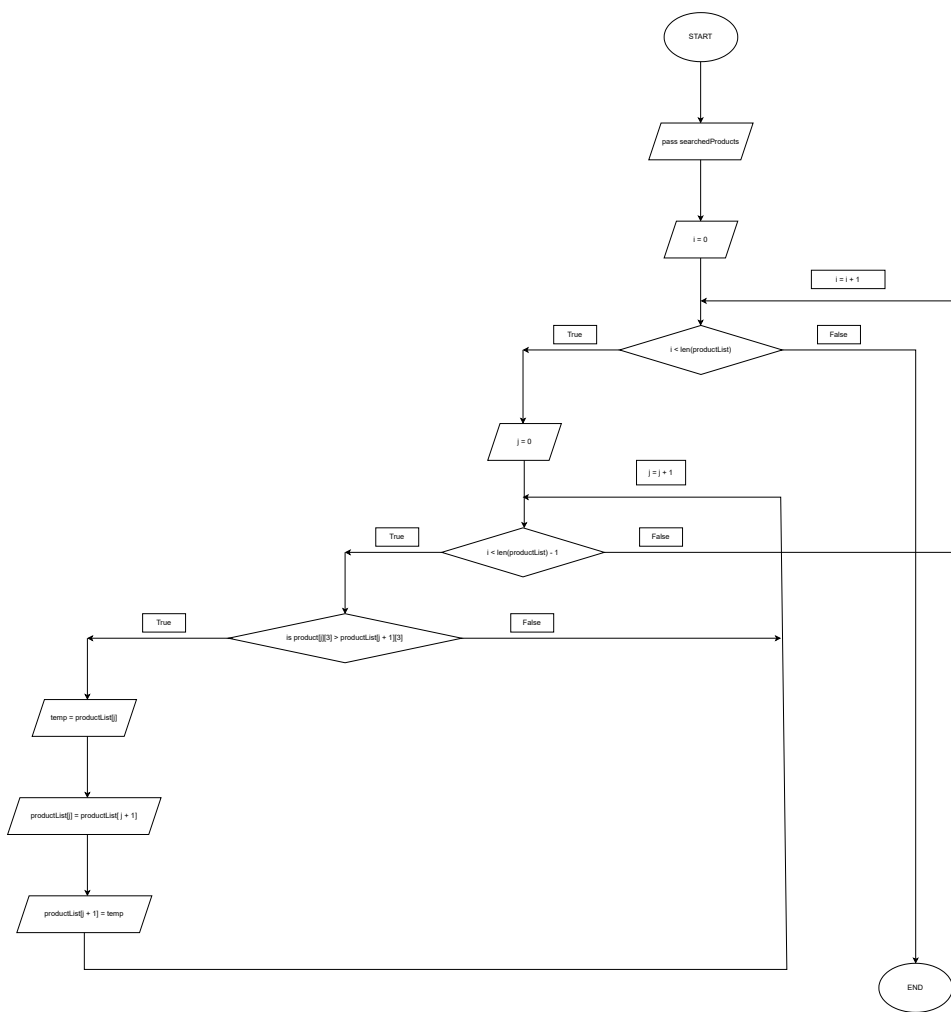 START
pass searchedProducts
i = 0
i = i + 1
True
i < len(productList)
False
j = 0
j = j + 1
True
i < len(productList) - 1
False
True
is product[j][3] > productList[j + 1][3]
False
temp = productList[j]
productList[j] = productList[ j + 1]
productList[j + 1] = temp
END